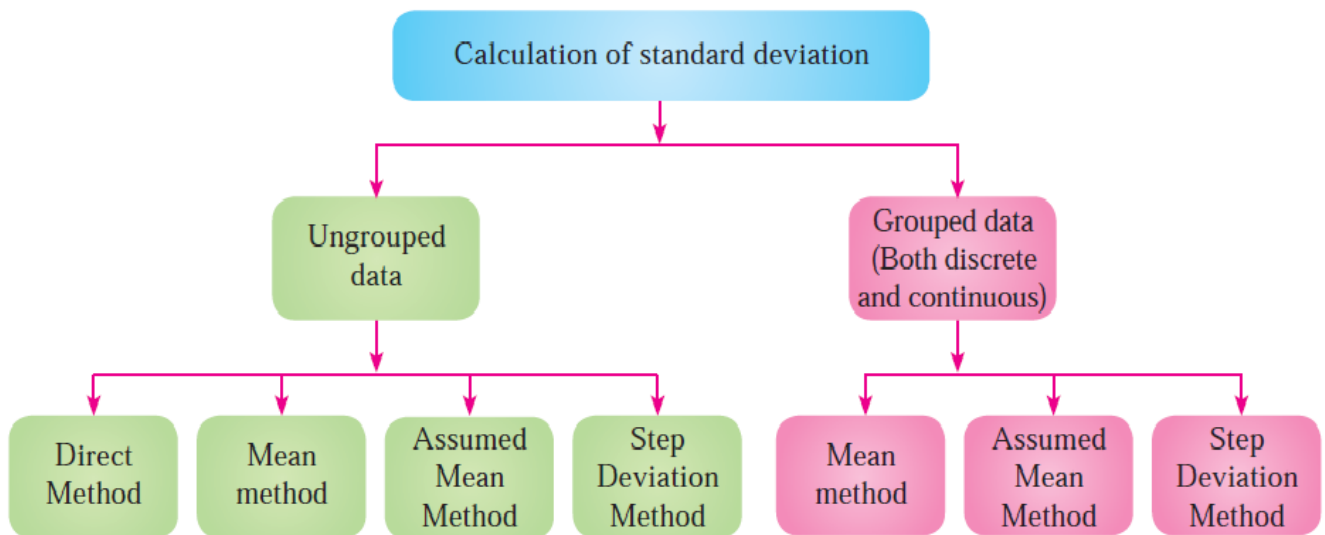 Calculation of standard deviation
Ungrouped
data
Grouped data
(Both discrete
and continuous)
Direct
Method
Mean
method
Assumed
Mean
Method
Step
Deviation
Method
Mean
method
Assumed
Mean
Method
Step
Deviation
Method